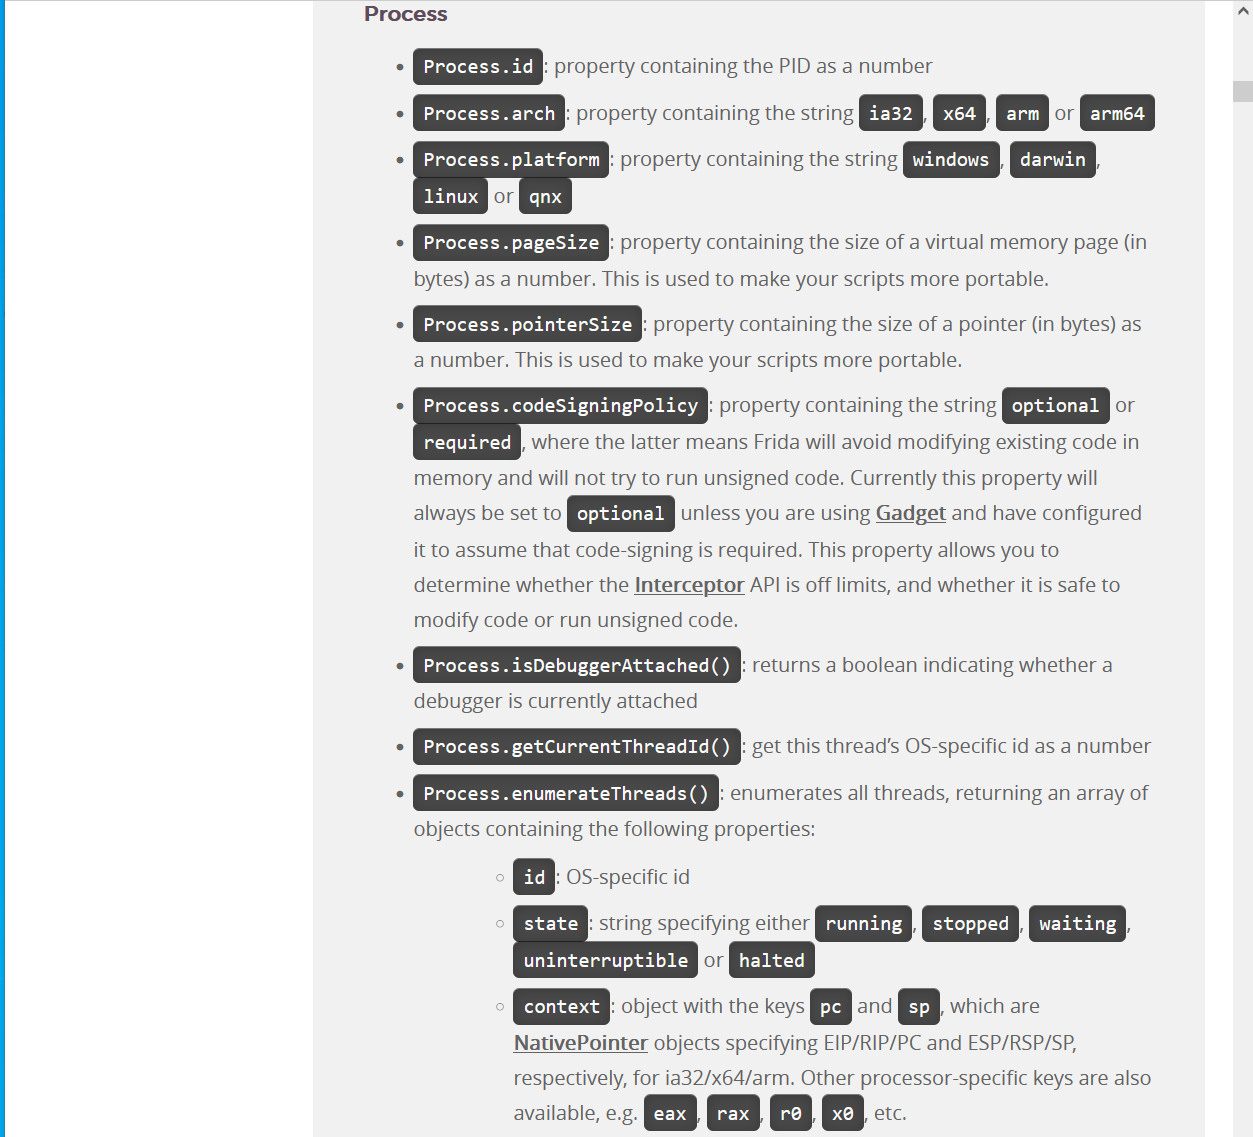 Process
Process.id: property containing the PID as a number
Process.arch: property containing the string ia32, x64, arm or arm64
Process.platform: property containing the string windows, darwin,
linux or qnx
Process.pageSize: property containing the size of a virtual memory page (in
bytes) as a number. This is used to make your scripts more portable.
Process.pointerSize: property containing the size of a pointer (in bytes) as
a number. This is used to make your scripts more portable.
Process.codeSigningPolicy: property containing the string optional or
required, where the latter means Frida will avoid modifying existing code in
memory and will not try to run unsigned code. Currently this property will
always be set to optional unless you are using Gadget and have configured
it to assume that code-signing is required. This property allows you to
determine whether the Interceptor API is off limits, and whether it is safe to
modify code or run unsigned code.
Process.isDebuggerAttached(): returns a boolean indicating whether a
debugger is currently attached
Process.getCurrentThreadId(): get this thread’s OS-specific id as a number
Process.enumerateThreads(): enumerates all threads, returning an array of
objects containing the following properties:
id: OS-specific id
state: string specifying either running, stopped, waiting,
uninterruptible or halted
context: object with the keys pc and sp, which are
NativePointer objects specifying EIP/RIP/PC and ESP/RSP/SP,
respectively, for ia32/x64/arm. Other processor-specific keys are also
available, e.g. eax, rax, r0, x0, etc.